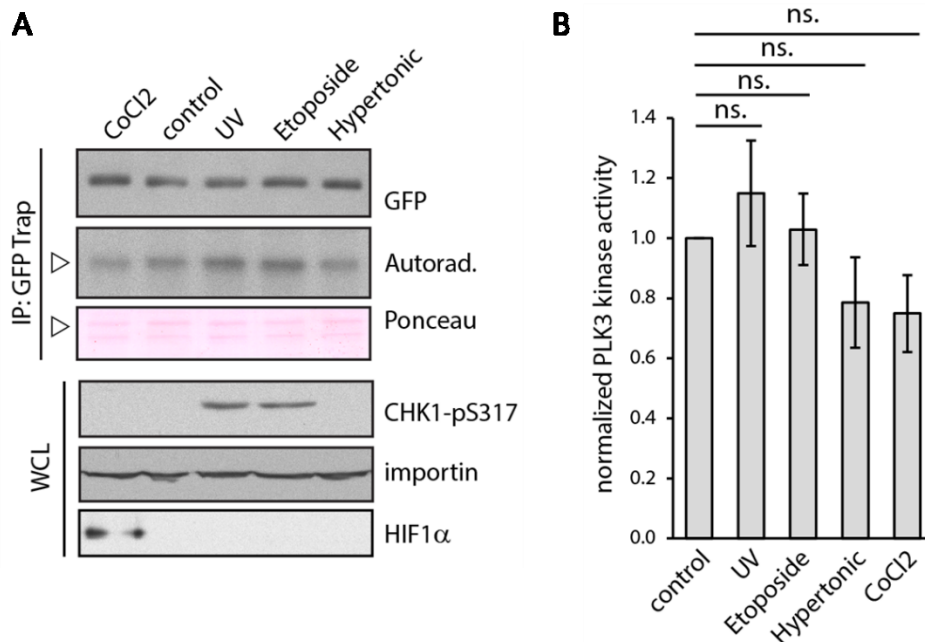 A
CoCl2
control
UV
Etoposide
Hypertonic
IP: GFP Trap
GFP
Autorad.
Ponceau
WCL
CHK1-pS317
importin
HIF1α
B
ns.
ns.
ns.
ns.
normalized PLK3 kinase activity
1.4
1.2
1.0
0.8
0.6
0.4
0.2
0.0
control
UV
Etoposide
Hypertonic
CoCl2